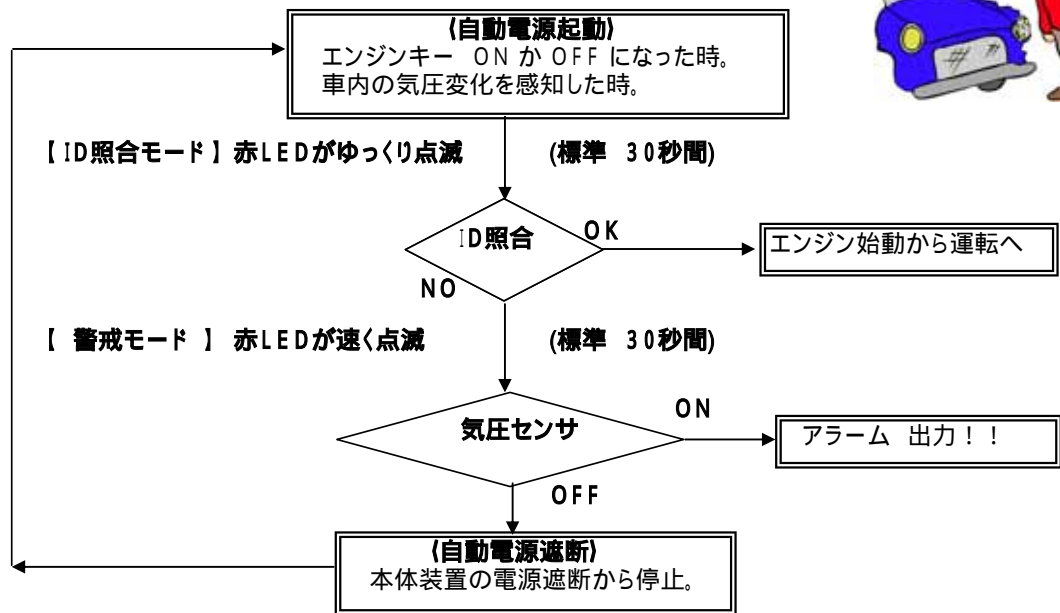 (自動電源起動)
エンジンキー ON か OFF になった時。
車内の気圧変化を感知した時。
【ID照合モード】赤LEDがゆっくり点滅 (標準 30秒間)
ID照合
OK
エンジン始動から運転へ
NO
【 警戒モード 】 赤LEDが速く点滅 (標準 30秒間)
気圧センサ
ON
アラーム 出力!!
OFF
(自動電源遮断)
本体装置の電源遮断から停止。